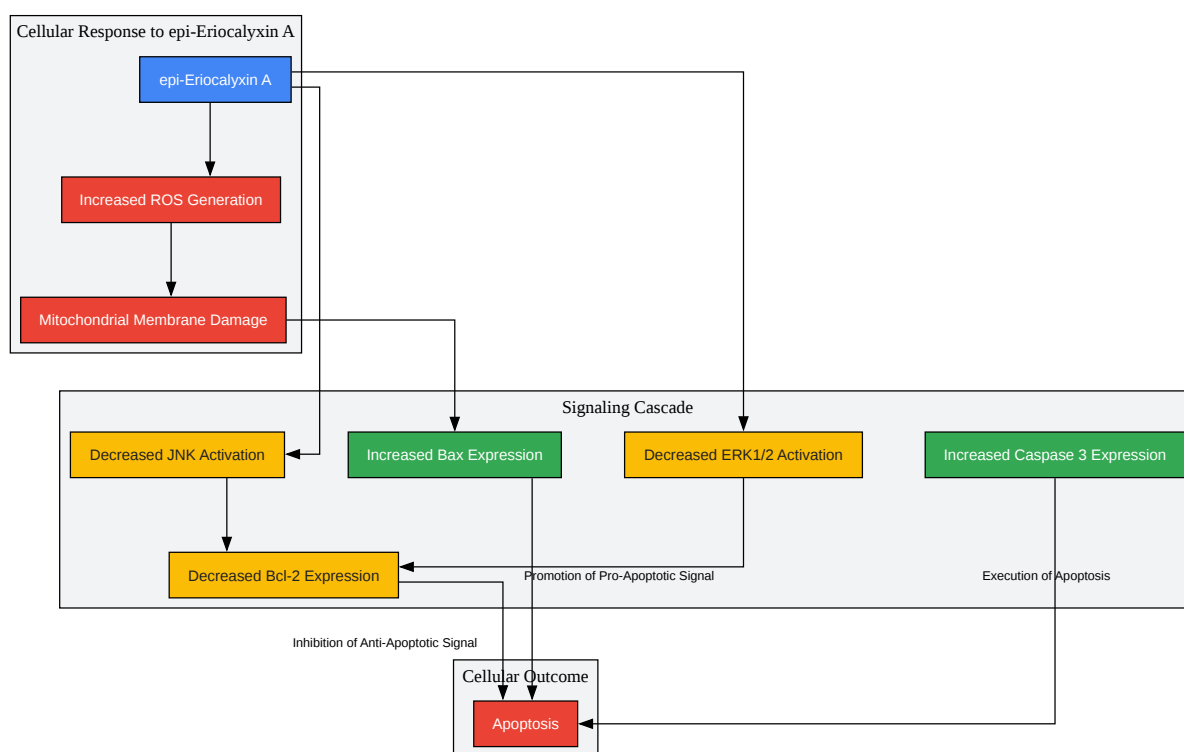 Cellular Response to epi-Eriocalyxin A
epi-Eriocalyxin A
Increased ROS Generation
Mitochondrial Membrane Damage
Signaling Cascade
Decreased JNK Activation
Increased Bax Expression
Decreased ERK1/2 Activation
Increased Caspase 3 Expression
Decreased Bcl-2 Expression
Promotion of Pro-Apoptotic Signal
Execution of Apoptosis
Inhibition of Anti-Apoptotic Signal
Cellular Outcome
Apoptosis